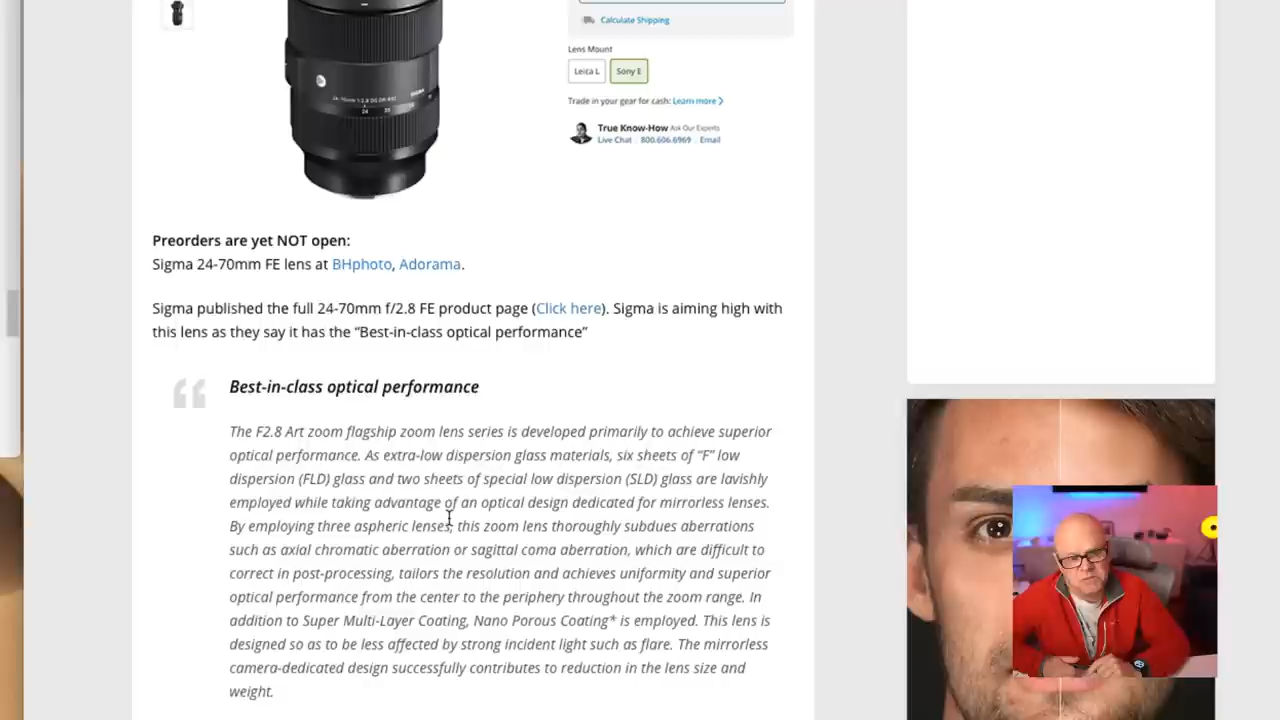 Calculate Shipping
Lens Mount
Leica L
Sony E
Trade in your gear for cash: Learn more
True Know-How Ask Our Experts
Live Chat 800.606.6969 Email
24
SIGMA
Preorders are yet NOT open:
Sigma 24-70mm FE lens at BHphoto, Adorama.
Sigma published the full 24-70mm f/2.8 FE product page (Click here). Sigma is aiming high with
this lens as they say it has the “Best-in-class optical performance”
Best-in-class optical performance
The F2.8 Art zoom flagship zoom lens series is developed primarily to achieve superior
optical performance. As extra-low dispersion glass materials, six sheets of “F” low
dispersion (FLD) glass and two sheets of special low dispersion (SLD) glass are lavishly
employed while taking advantage of an optical design dedicated for mirrorless lenses.
By employing three aspheric lenses, this zoom lens thoroughly subdues aberrations
such as axial chromatic aberration or sagittal coma aberration, which are difficult to
correct in post-processing, tailors the resolution and achieves uniformity and superior
optical performance from the center to the periphery throughout the zoom range. In
addition to Super Multi-Layer Coating, Nano Porous Coating* is employed. This lens is
designed so as to be less affected by strong incident light such as flare. The mirrorless
camera-dedicated design successfully contributes to reduction in the lens size and
weight.